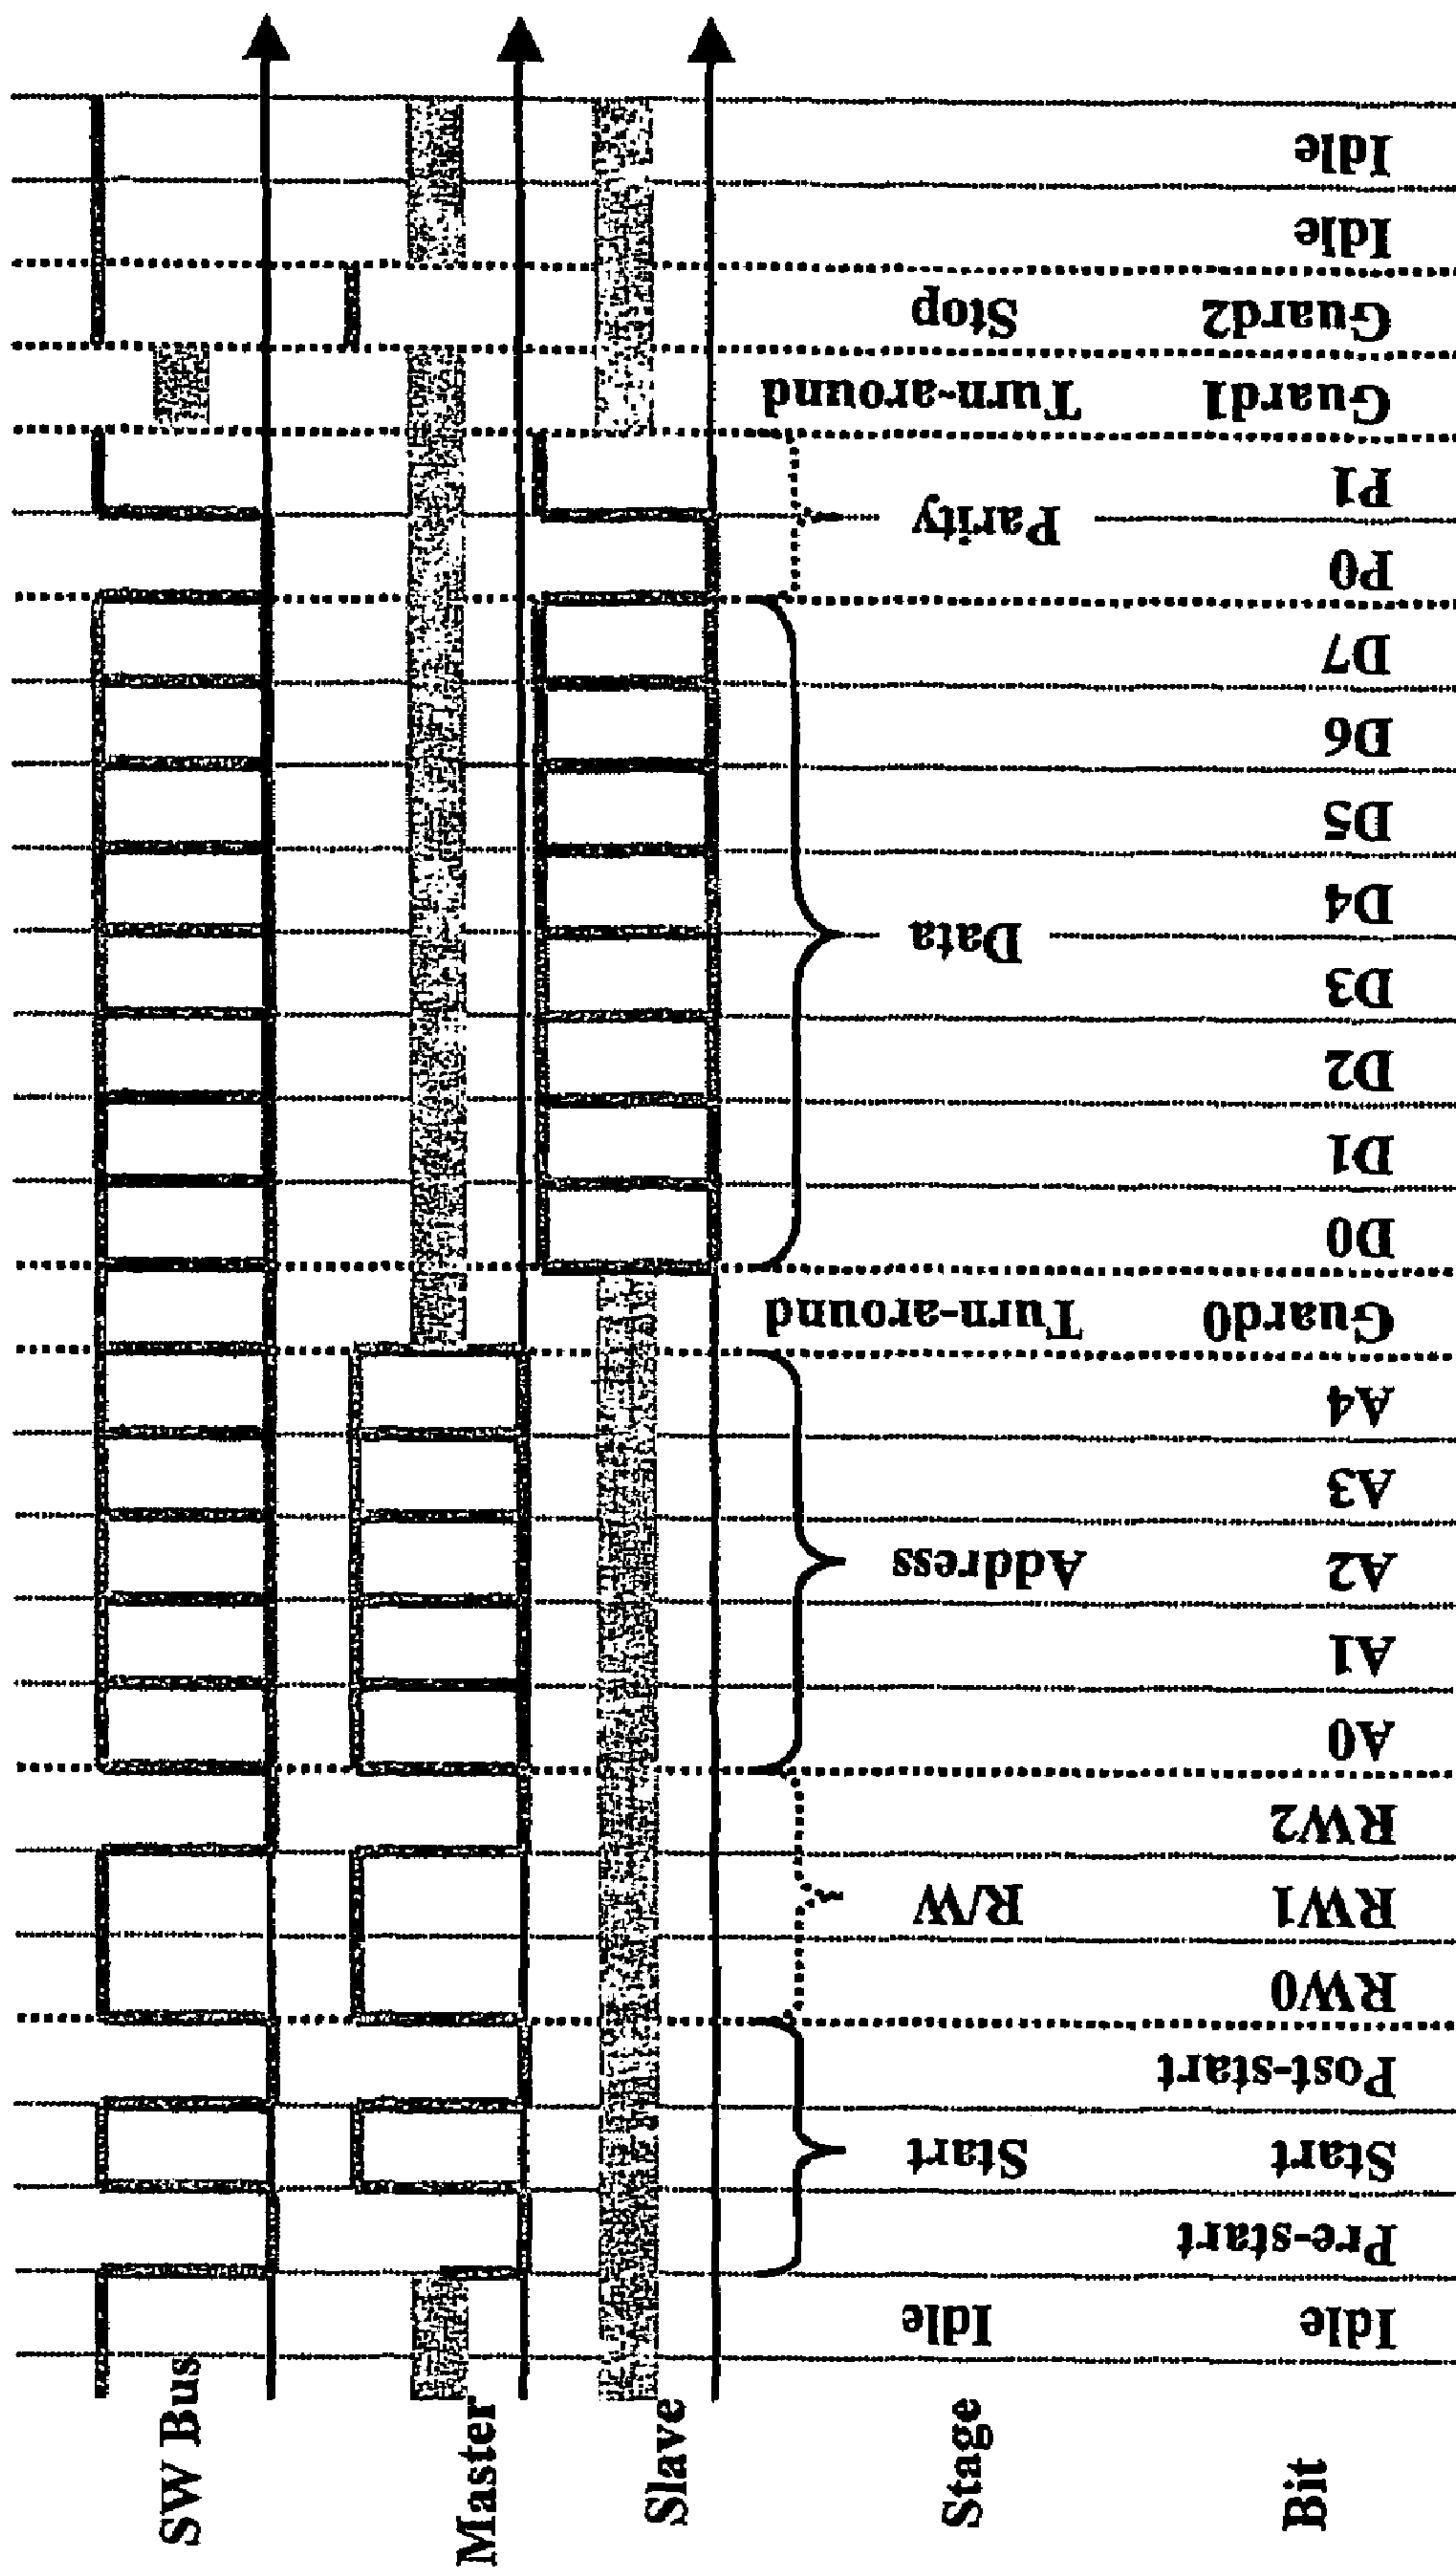 SW Bus
Master
Slave
Stage Idle Start R/W Address Turn-around Data Parity Turn-around Stop
Bit Idle Pre-start Start Post-start RW0 RW1 RW2 A0 A1 A2 A3 A4 Guard0 D0 D1 D2 D3 D4 D5 D6 D7 P0 P1 Guard1 Guard2 Idle Idle